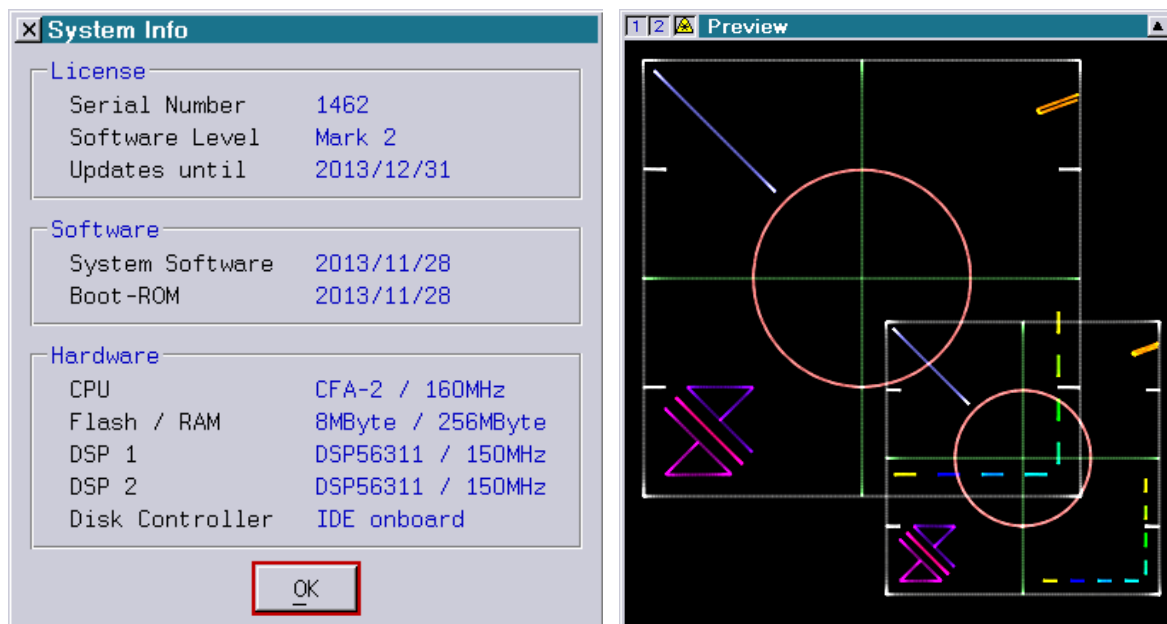 System Info
License
Serial Number 1462
Software Level Mark 2
Updates until 2013/12/31
Software
System Software 2013/11/28
Boot-ROM 2013/11/28
Hardware
CPU CFA-2 / 160MHz
Flash / RAM 8MByte / 256MByte
DSP 1 DSP56311 / 150MHz
DSP 2 DSP56311 / 150MHz
Disk Controller IDE onboard
OK
1 2 Preview